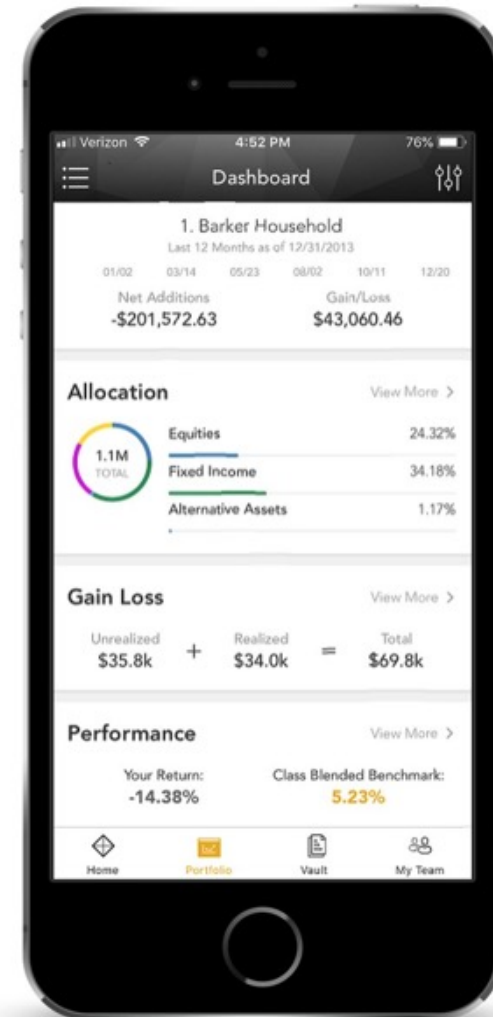 Verizon 4:52 PM 76%
Dashboard
1. Barker Household
Last 12 Months as of 12/31/2013
01/02 03/14 05/23 08/02 10/11 12/20
Net Additions Gain/Loss
-$201,572.63 $43,060.46
Allocation View More >
1.1M
TOTAL
Equities 24.32%
Fixed Income 34.18%
Alternative Assets 1.17%
Gain Loss View More >
Unrealized Realized Total
$35.8k + $34.0k = $69.8k
Performance View More >
Your Return: Class Blended Benchmark:
-14.38% 5.23%
Home Portfolio Vault My Team